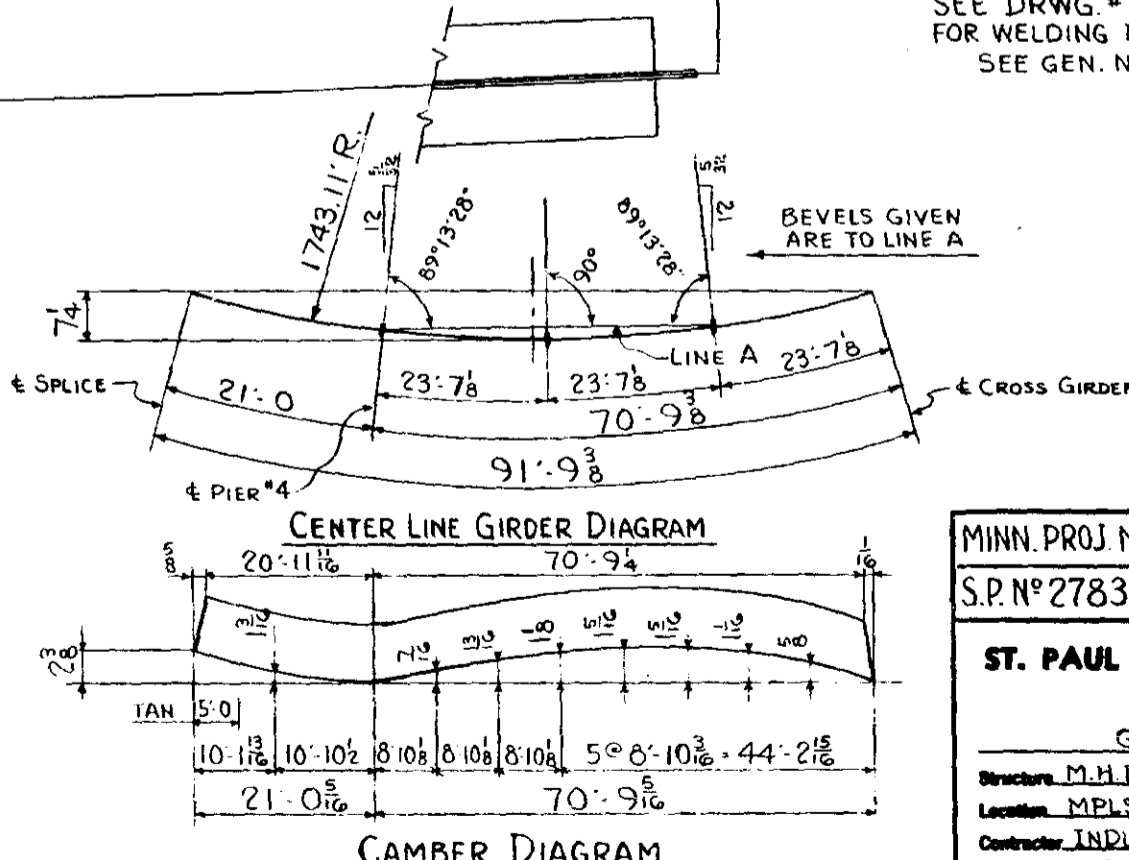 SEE DRWG. #
FOR WELDING
SEE GEN. N
1743.11' R.
12
5/32
89°13'28"
90°
89°13'28"
5/32
12
BEVELS GIVEN
ARE TO LINE A
7 1/4
LINE A
℄ SPLICE
21'-0
23'-7 1/8
23'-7 1/8
23'-7 1/8
70'-9 3/8
91'-9 3/8
℄ CROSS GIRDER
℄ PIER #4
CENTER LINE GIRDER DIAGRAM
5/8
20'-11 11/16
70'-9 1/4
1/16
2 3/8
TAN 5'-0
10'-1 13/16
10'-10 1/2
8'-10 1/8
8'-10 1/8
8'-10 1/8
5 @ 8'-10 3/16 = 44'-2 15/16
21'-0 5/16
70'-9 5/16
CAMBER DIAGRAM
MINN. PROJ. N
S.P. Nº 2783
ST. PAUL
Structure M.H.
Location MPLS
Contractor